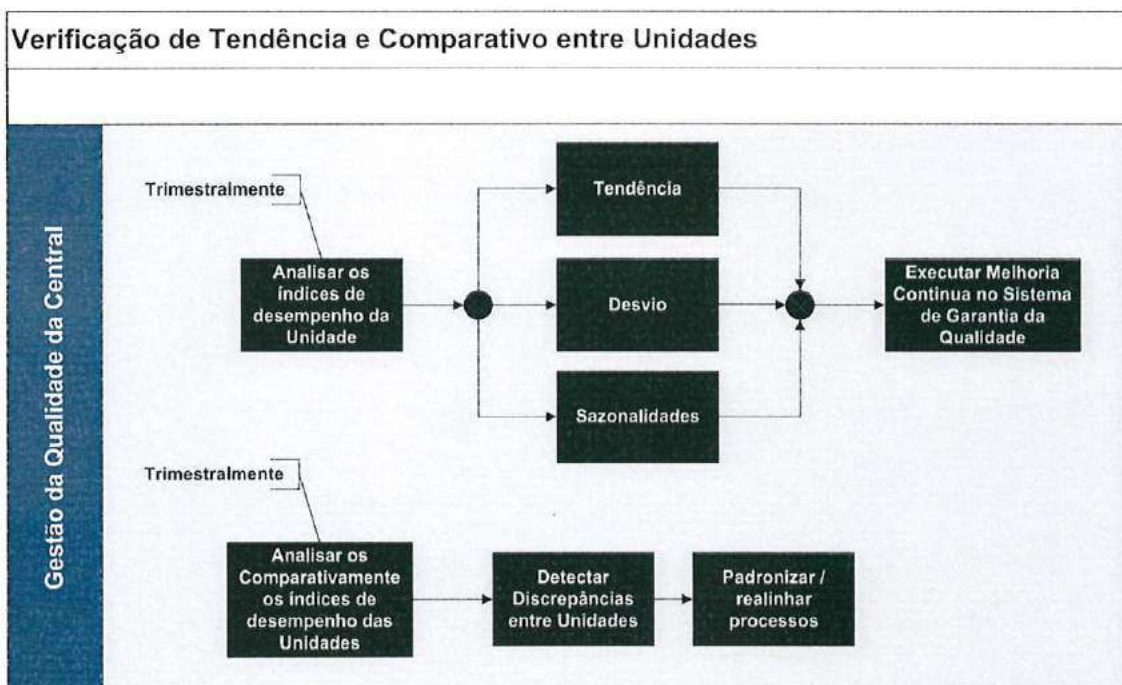 Verificação de Tendência e Comparativo entre Unidades
Gestão da Qualidade da Central
Trimestralmente
Analisar os
índices de
desempenho da
Unidade
Tendência
Desvio
Sazonalidades
Executar Melhoria
Continua no Sistema
de Garantia da
Qualidade
Trimestralmente
Analisar os
Comparativamente
os índices de
desempenho das
Unidades
Detectar
Discrepâncias
entre Unidades
Padronizar /
realinhar
processos